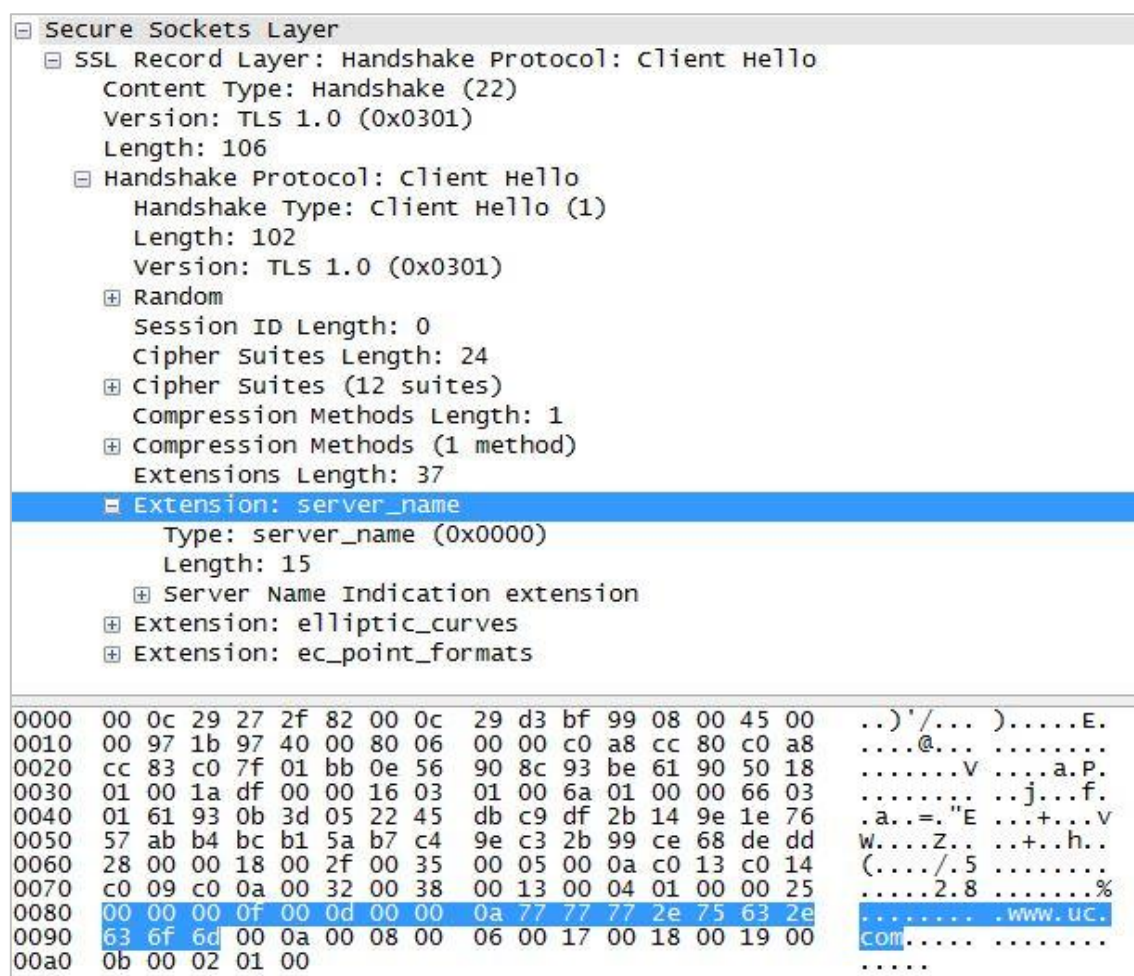 Secure Sockets Layer
SSL Record Layer: Handshake Protocol: Client Hello
Content Type: Handshake (22)
Version: TLS 1.0 (0x0301)
Length: 106
Handshake Protocol: Client Hello
Handshake Type: Client Hello (1)
Length: 102
Version: TLS 1.0 (0x0301)
Random
Session ID Length: 0
Cipher Suites Length: 24
Cipher Suites (12 suites)
Compression Methods Length: 1
Compression Methods (1 method)
Extensions Length: 37
Extension: server_name
Type: server_name (0x0000)
Length: 15
Server Name Indication extension
Extension: elliptic_curves
Extension: ec_point_formats
0000 00 0c 29 27 2f 82 00 0c 29 d3 bf 99 08 00 45 00 ..)'/... ).....E.
0010 00 97 1b 97 40 00 80 06 00 00 c0 a8 cc 80 c0 a8 ....@... ........
0020 cc 83 c0 7f 01 bb 0e 56 90 8c 93 be 61 90 50 18 .......V ....a.P.
0030 01 00 1a df 00 00 16 03 01 00 6a 01 00 00 66 03 ........ ..j...f.
0040 01 61 93 0b 3d 05 22 45 db c9 df 2b 14 9e 1e 76 .a..=."E ...+...v
0050 57 ab b4 bc b1 5a b7 c4 9e c3 2b 99 ce 68 de dd W....Z.. ..+..h..
0060 28 00 00 18 00 2f 00 35 00 05 00 0a c0 13 c0 14 (..../.5 ........
0070 c0 09 c0 0a 00 32 00 38 00 13 00 04 01 00 00 25 .....2.8 .......%
0080 00 00 00 0f 00 0d 00 00 0a 77 77 77 2e 75 63 2e ........ .www.uc.
0090 63 6f 6d 00 0a 00 08 00 06 00 17 00 18 00 19 00 com..... ........
00a0 0b 00 02 01 00 .....